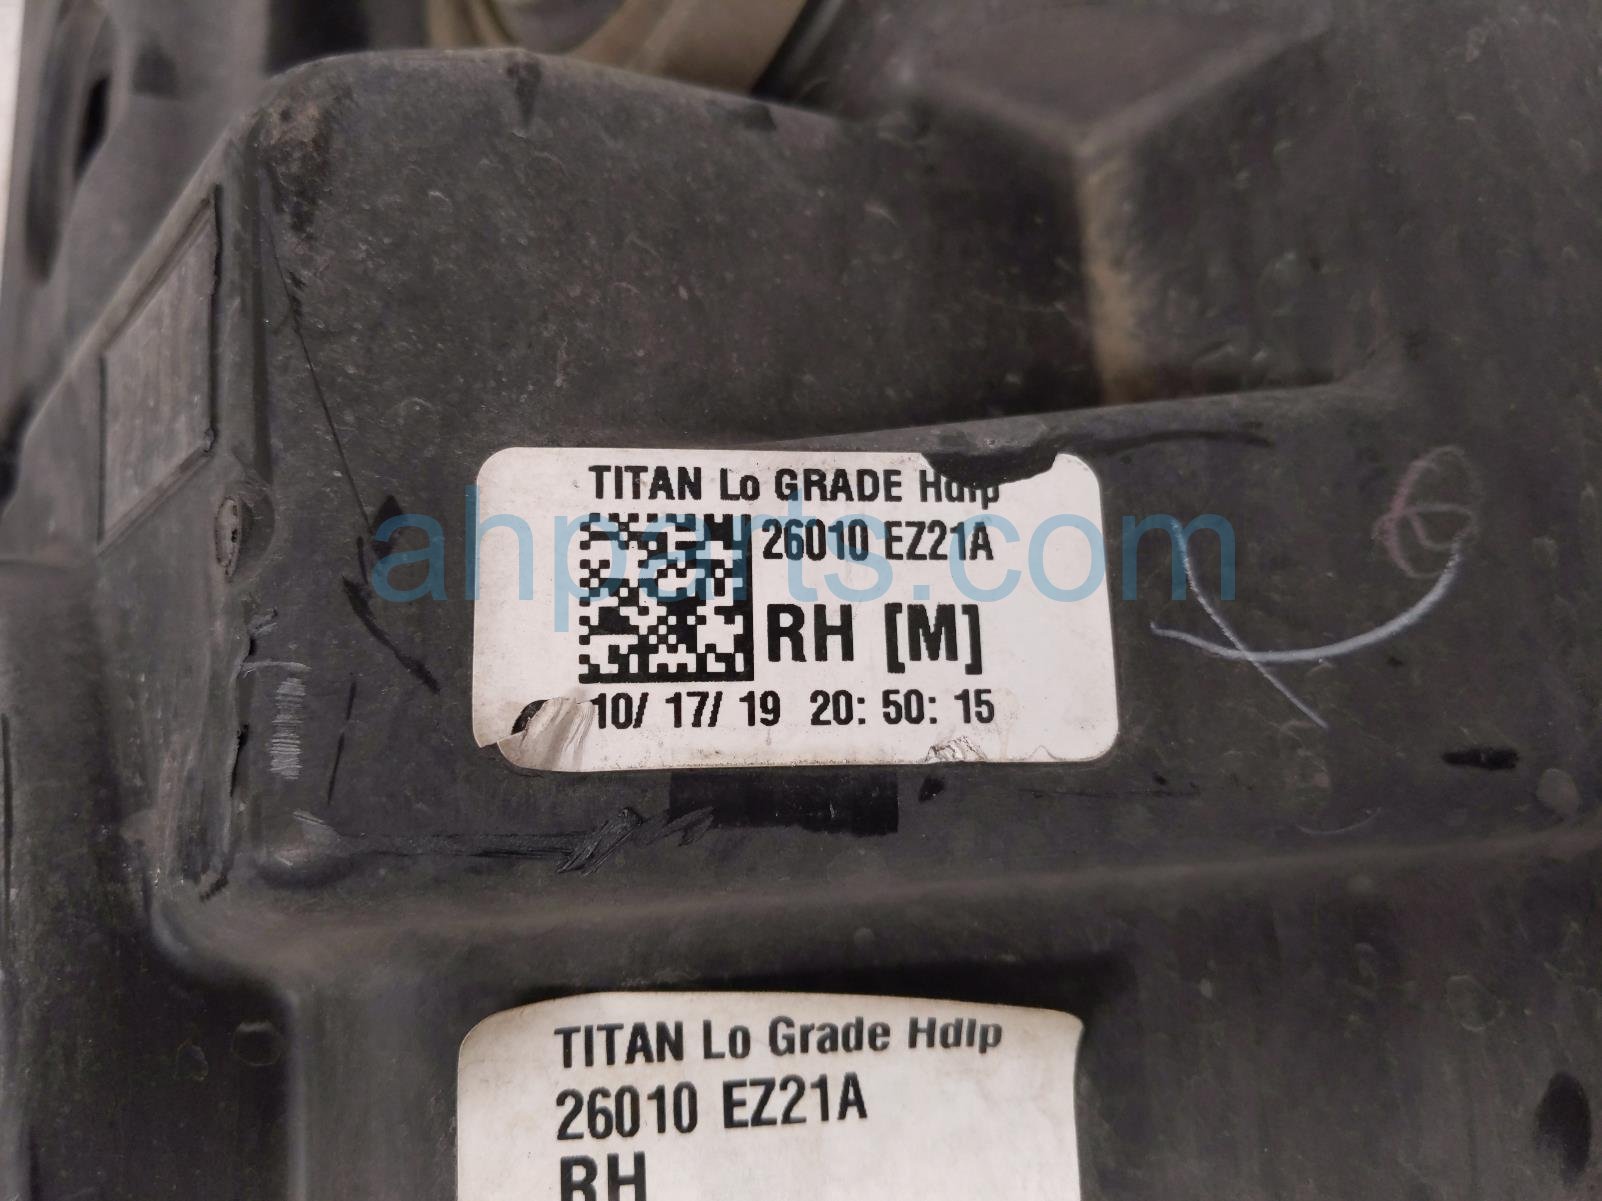 TITAN Lo GRADE Hdlp
26010 EZ21A
RH [M]
10/ 17/ 19 20: 50: 15
ahparts.com
TITAN Lo Grade Hdlp
26010 EZ21A
RH